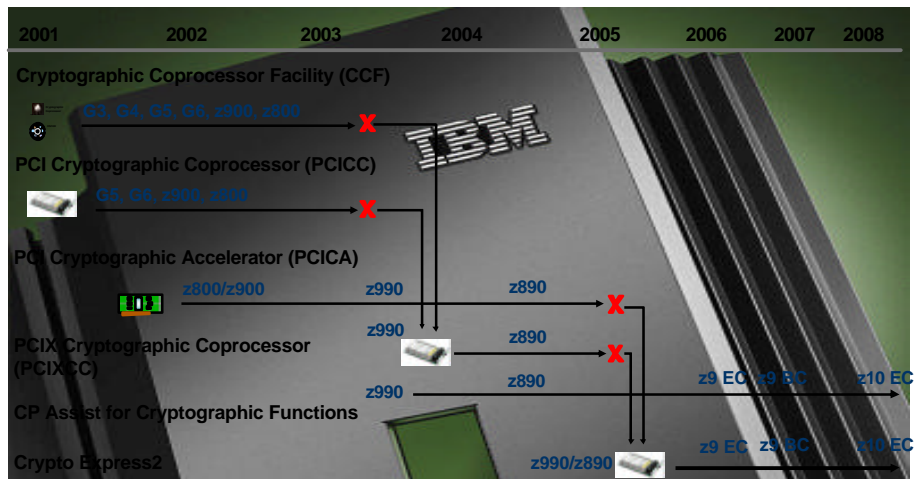 2001 2002 2003 2004 2005 2006 2007 2008
Cryptographic Coprocessor Facility (CCF)
G3, G4, G5, G6, z900, z800
X
IBM
PCI Cryptographic Coprocessor (PCICC)
G5, G6, z900, z800
X
PCI Cryptographic Accelerator (PCICA)
z800/z900 z990 z890
X
z990 z890
PCIX Cryptographic Coprocessor
(PCIXCC)
X
z990 z890 z9 EC z9 BC z10 EC
CP Assist for Cryptographic Functions
z9 EC z9 BC z10 EC
Crypto Express2 z990/z890